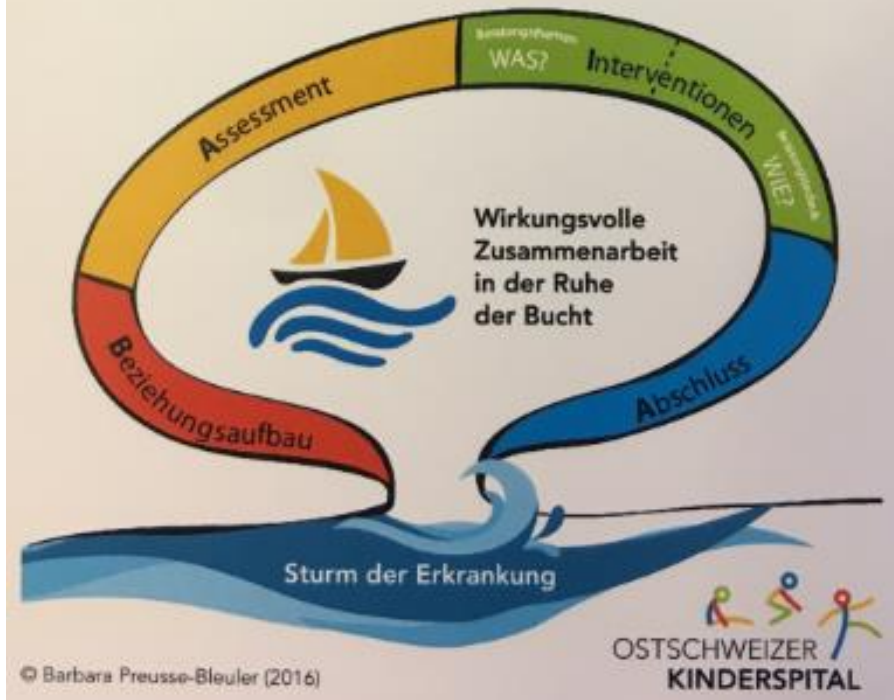 Beratungsthemen
WAS?
Interventionen
Assessment
WIE?
Wirkungsvolle
Zusammenarbeit
in der Ruhe
der Bucht
Beziehungsaufbau
Abschluss
Sturm der Erkrankung
OSTSCHWEIZER
KINDERSPITAL
© Barbara Preusse-Bleuler (2016)